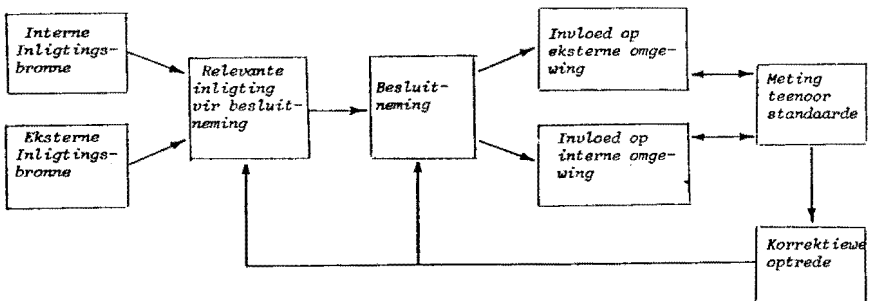 Interne
Inligtings-
bronne
Eksterne
Inligtings-
bronne
Relevante
inligting
vir besluit-
neming
Besluit-
neming
Invloed op
eksterne omge-
wing
Invloed op
interne omge-
wing
Meting
teenoor
standaarde
Korrektiewe
optrede